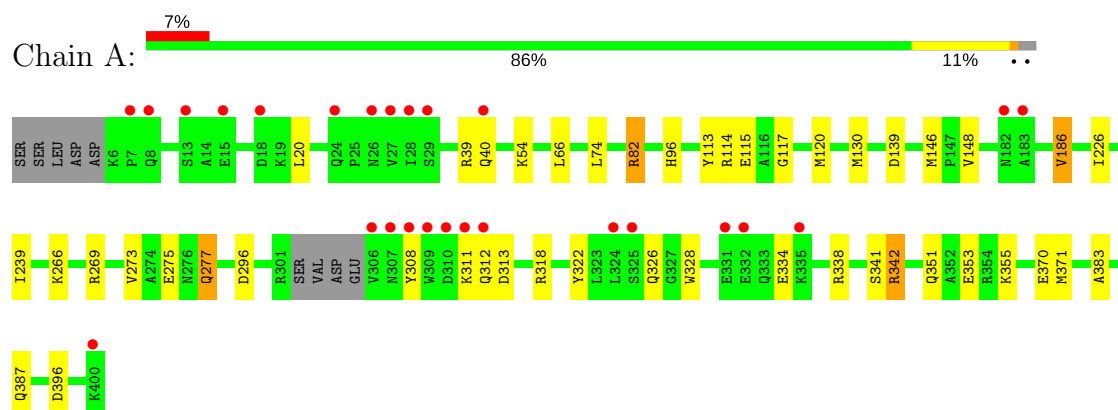 7%
Chain A:
86% 11% • •
SER SER LEU ASP ASP K6 P7 Q8 S13 A14 E15 D18 K19 L20 Q24 P25 N26 V27 I28 S29 R39 Q40 K54 L66 L74 R82 H96 Y113 R114 E115 A116 G117 M120 M130 D139 M146 P147 V148 N182 A183 V186 I226
I239 K266 R269 V273 A274 E275 N276 Q277 D296 R301 SER VAL ASP GLU V306 N307 Y308 W309 D310 K311 Q312 D313 R318 Y322 L323 L324 S325 Q326 G327 W328 E331 E332 Q333 E334 K335 R338 S341 R342 Q351 A352 E353 R354 K355 E370 M371 A383
Q387 D396 K400